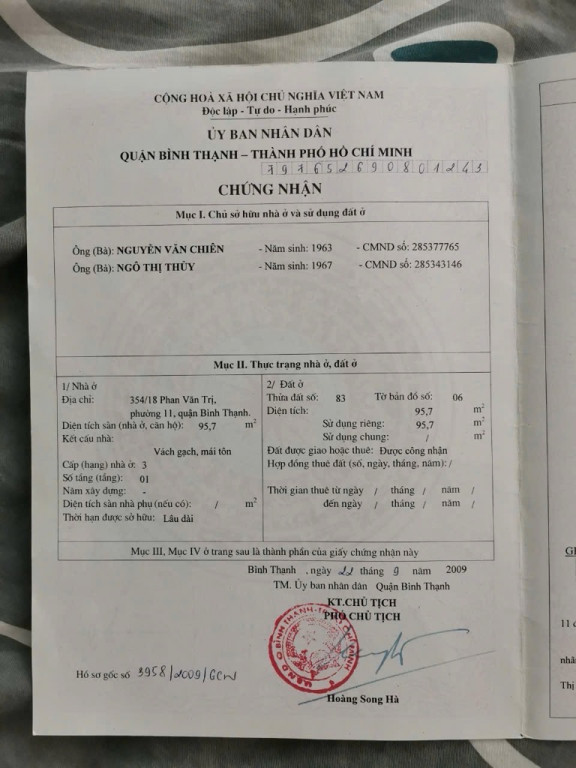 CỘNG HOÀ XÃ HỘI CHỦ NGHĨA VIỆT NAM
Độc lập - Tự do - Hạnh phúc
ỦY BAN NHÂN DÂN
QUẬN BÌNH THẠNH – THÀNH PHỐ HỒ CHÍ MINH
797652690801243
CHỨNG NHẬN
Mục I. Chủ sở hữu nhà ở và sử dụng đất ở
Ông (Bà): NGUYỄN VĂN CHIẾN - Năm sinh: 1963 - CMND số: 285377765
Ông (Bà): NGÔ THỊ THÙY - Năm sinh: 1967 - CMND số: 285343146
Mục II. Thực trạng nhà ở, đất ở
1/ Nhà ở
Địa chỉ: 354/18 Phan Văn Trị,
phường 11, quận Bình Thạnh.
Diện tích sàn (nhà ở, căn hộ): 95,7 m2
Kết cấu nhà:
Vách gạch, mái tôn
Cấp (hạng) nhà ở: 3
Số tầng (tầng): 01
Năm xây dựng: -
Diện tích sàn nhà phụ (nếu có): / m2
Thời hạn được sở hữu: Lâu dài
2/ Đất ở
Thửa đất số: 83 Tờ bản đồ số: 06
Diện tích: 95,7 m2
Sử dụng riêng: 95,7 m2
Sử dụng chung: / m2
Đất được giao hoặc thuê: Được công nhận
Hợp đồng thuê đất (số, ngày, tháng, năm): /
Thời gian thuê từ ngày / tháng / năm /
đến ngày / tháng / năm /
Mục III, Mục IV ở trang sau là thành phần của giấy chứng nhận này
Bình Thạnh , ngày 22 tháng 9 năm 2009
TM. Ủy ban nhân dân Quận Bình Thạnh
KT.CHỦ TỊCH
PHÓ CHỦ TỊCH
Hồ sơ gốc số 3958/2009/GCN
Hoàng Song Hà
11
nhâ
Thị